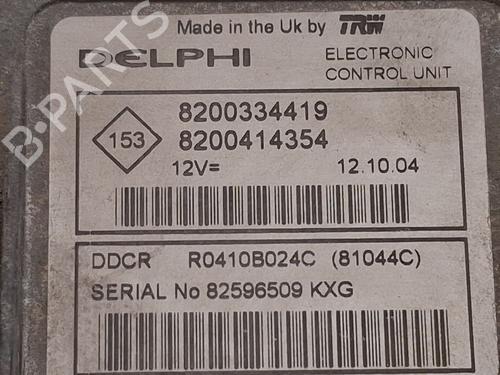 Made in the Uk by TRW
DELPHI
ELECTRONIC
CONTROL UNIT
8200334419
153
8200414354
12V= 12.10.04
DDCR R0410B024C (81044C)
SERIAL No 82596509 KXG
B-PARTS